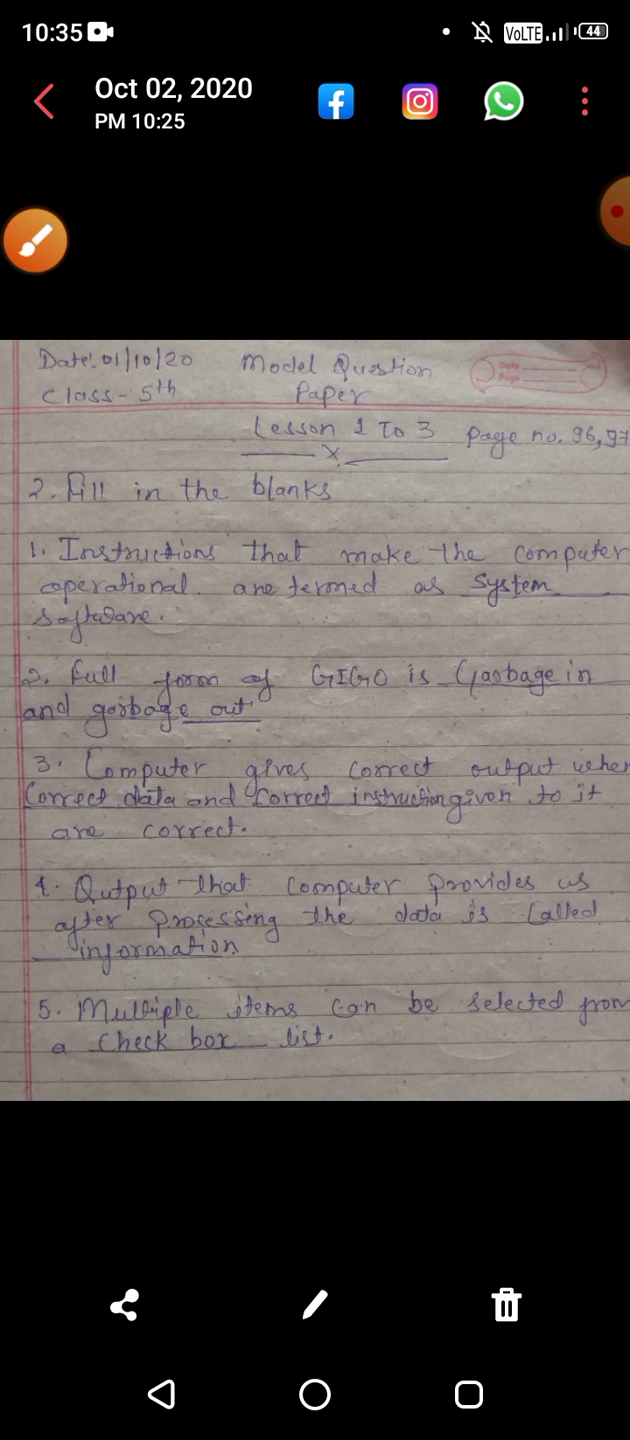 10:35
VoLTE
44
Oct 02, 2020
PM 10:25
Date: 01/10/20 Model Question
Class - 5th Paper
Date
Page
Lesson 1 To 3 Page no. 96,97
x
2. Fill in the blanks
1. Instructions that make the computer
operational. are termed as System
Software.
2. Full form of GIGO is Garbage in
and garbage out
3. Computer gives correct output when
Correct data and Correct instruction given to it
are correct.
4. Output that Computer provides us
after processing the data is Called
information
5. Multiple items can be Selected from
a Check box list.